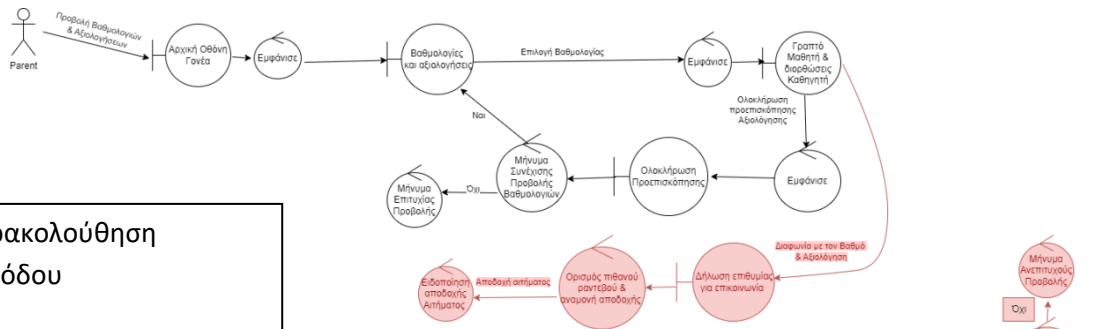 Προβολή Βαθμολογιών
& Αξιολογήσεων
Parent
Αρχική Οθόνη
Γονέα
Εμφάνισε
Βαθμολογίες
και αξιολογήσεις
Επιλογή Βαθμολογίας
Εμφάνισε
Γραπτό
Μαθητή &
διορθώσεις
Καθηγητή
Ολοκλήρωση
προεπισκόπησης
Αξιολόγησης
Ναι
Μήνυμα
Συνέχισης
Προβολής
Βαθμολογιών
Ολοκλήρωση
Προεπισκόπησης
Εμφάνισε
Όχι
Μήνυμα
Επιτυχίας
Προβολής
ρακολούθηση
όδου
Διαφωνία με τον Βαθμό
& Αξιολόγηση
Δήλωση επιθυμίας
για επικοινωνία
Ορισμός πιθανού
ραντεβού &
αναμονή αποδοχής
Αποδοχή αιτήματος
Ειδοποίηση
αποδοχής
Αιτήματος
Μήνυμα
Ανεπιτυχούς
Προβολής
Όχι